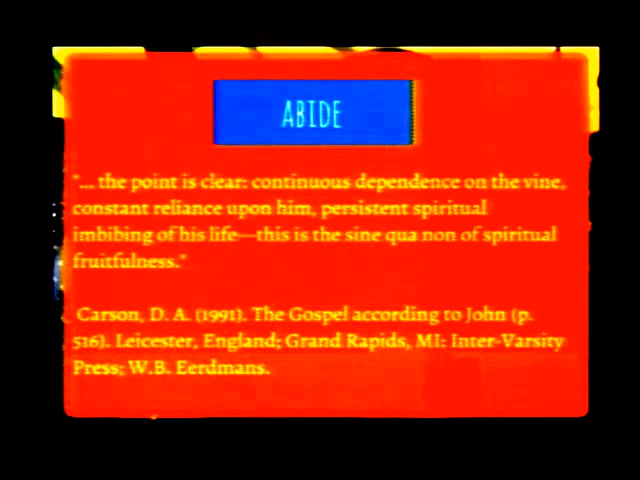 ABIDE
"... the point is clear: continuous dependence on the vine,
constant reliance upon him, persistent spiritual
imbibing of his life—this is the sine qua non of spiritual
fruitfulness."
Carson, D. A. (1991). The Gospel according to John (p.
516). Leicester, England; Grand Rapids, MI: Inter-Varsity
Press; W.B. Eerdmans.